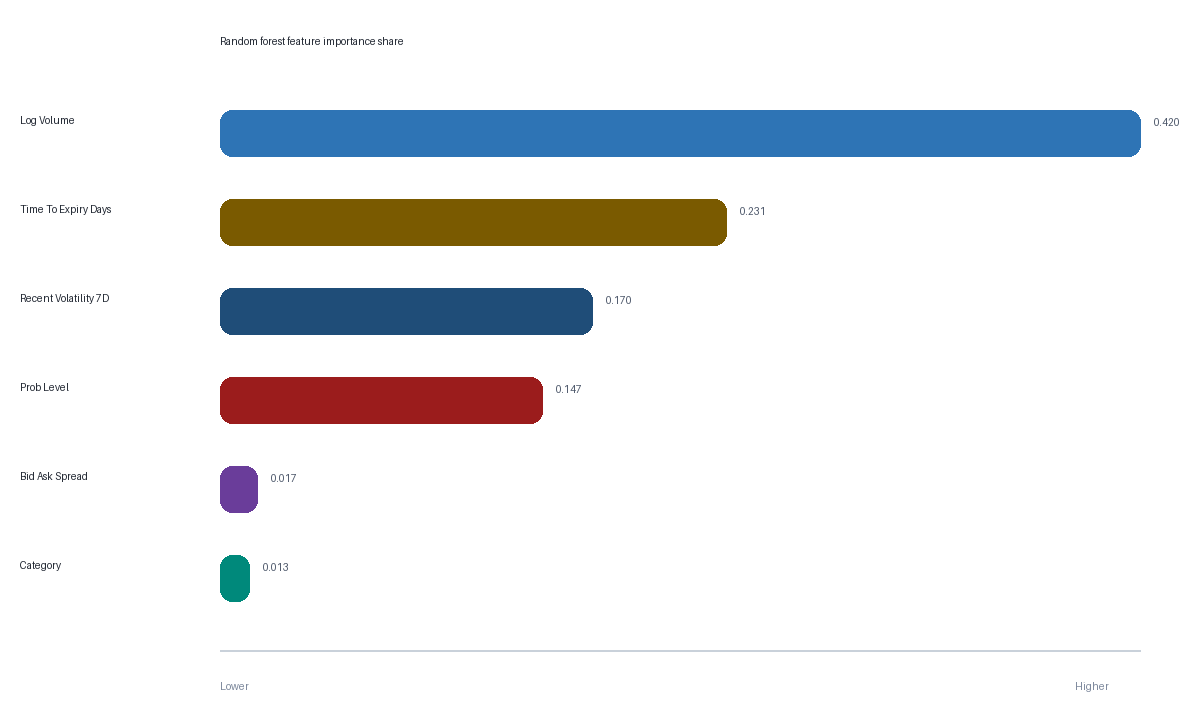 Random forest feature importance share
Log Volume
0.420
Time To Expiry Days
0.231
Recent Volatility 7D
0.170
Prob Level
0.147
Bid Ask Spread
0.017
Category
0.013
Lower
Higher